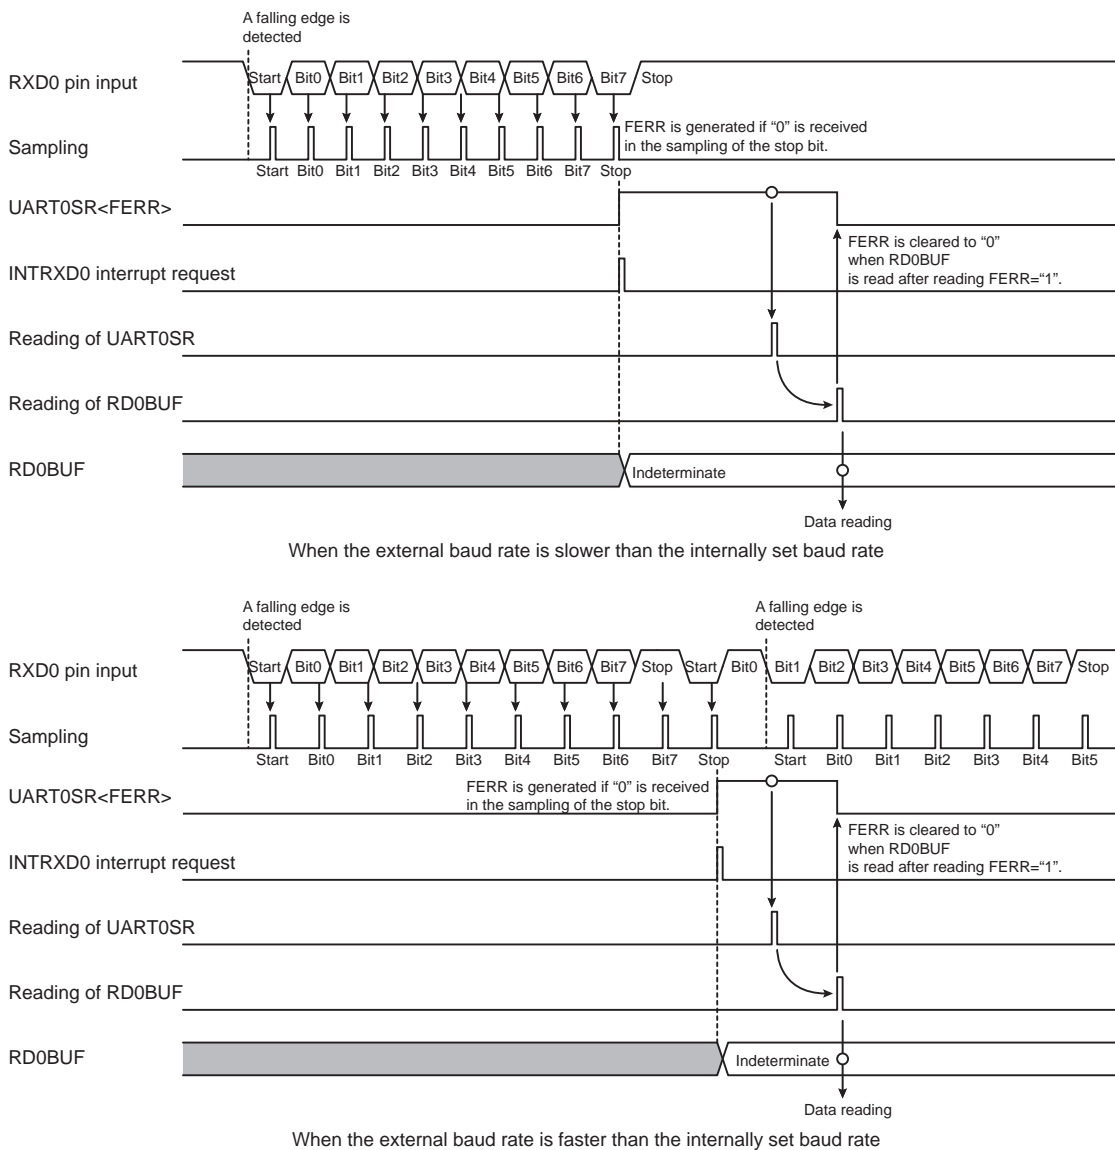 A falling edge is
detected
RXD0 pin input
Start Bit0 Bit1 Bit2 Bit3 Bit4 Bit5 Bit6 Bit7 Stop
Sampling
FERR is generated if “0” is received
in the sampling of the stop bit.
Start Bit0 Bit1 Bit2 Bit3 Bit4 Bit5 Bit6 Bit7 Stop
UART0SR<FERR>
FERR is cleared to “0”
when RD0BUF
is read after reading FERR=“1”.
INTRXD0 interrupt request
Reading of UART0SR
Reading of RD0BUF
RD0BUF
Indeterminate
Data reading
When the external baud rate is slower than the internally set baud rate
A falling edge is
detected
A falling edge is
detected
RXD0 pin input
Start Bit0 Bit1 Bit2 Bit3 Bit4 Bit5 Bit6 Bit7 Stop Start Bit0 Bit1 Bit2 Bit3 Bit4 Bit5 Bit6 Bit7 Stop
Sampling
Start Bit0 Bit1 Bit2 Bit3 Bit4 Bit5 Bit6 Bit7 Stop Start Bit0 Bit1 Bit2 Bit3 Bit4 Bit5
UART0SR<FERR>
FERR is generated if “0” is received
in the sampling of the stop bit.
FERR is cleared to “0”
when RD0BUF
is read after reading FERR=“1”.
INTRXD0 interrupt request
Reading of UART0SR
Reading of RD0BUF
RD0BUF
Indeterminate
Data reading
When the external baud rate is faster than the internally set baud rate